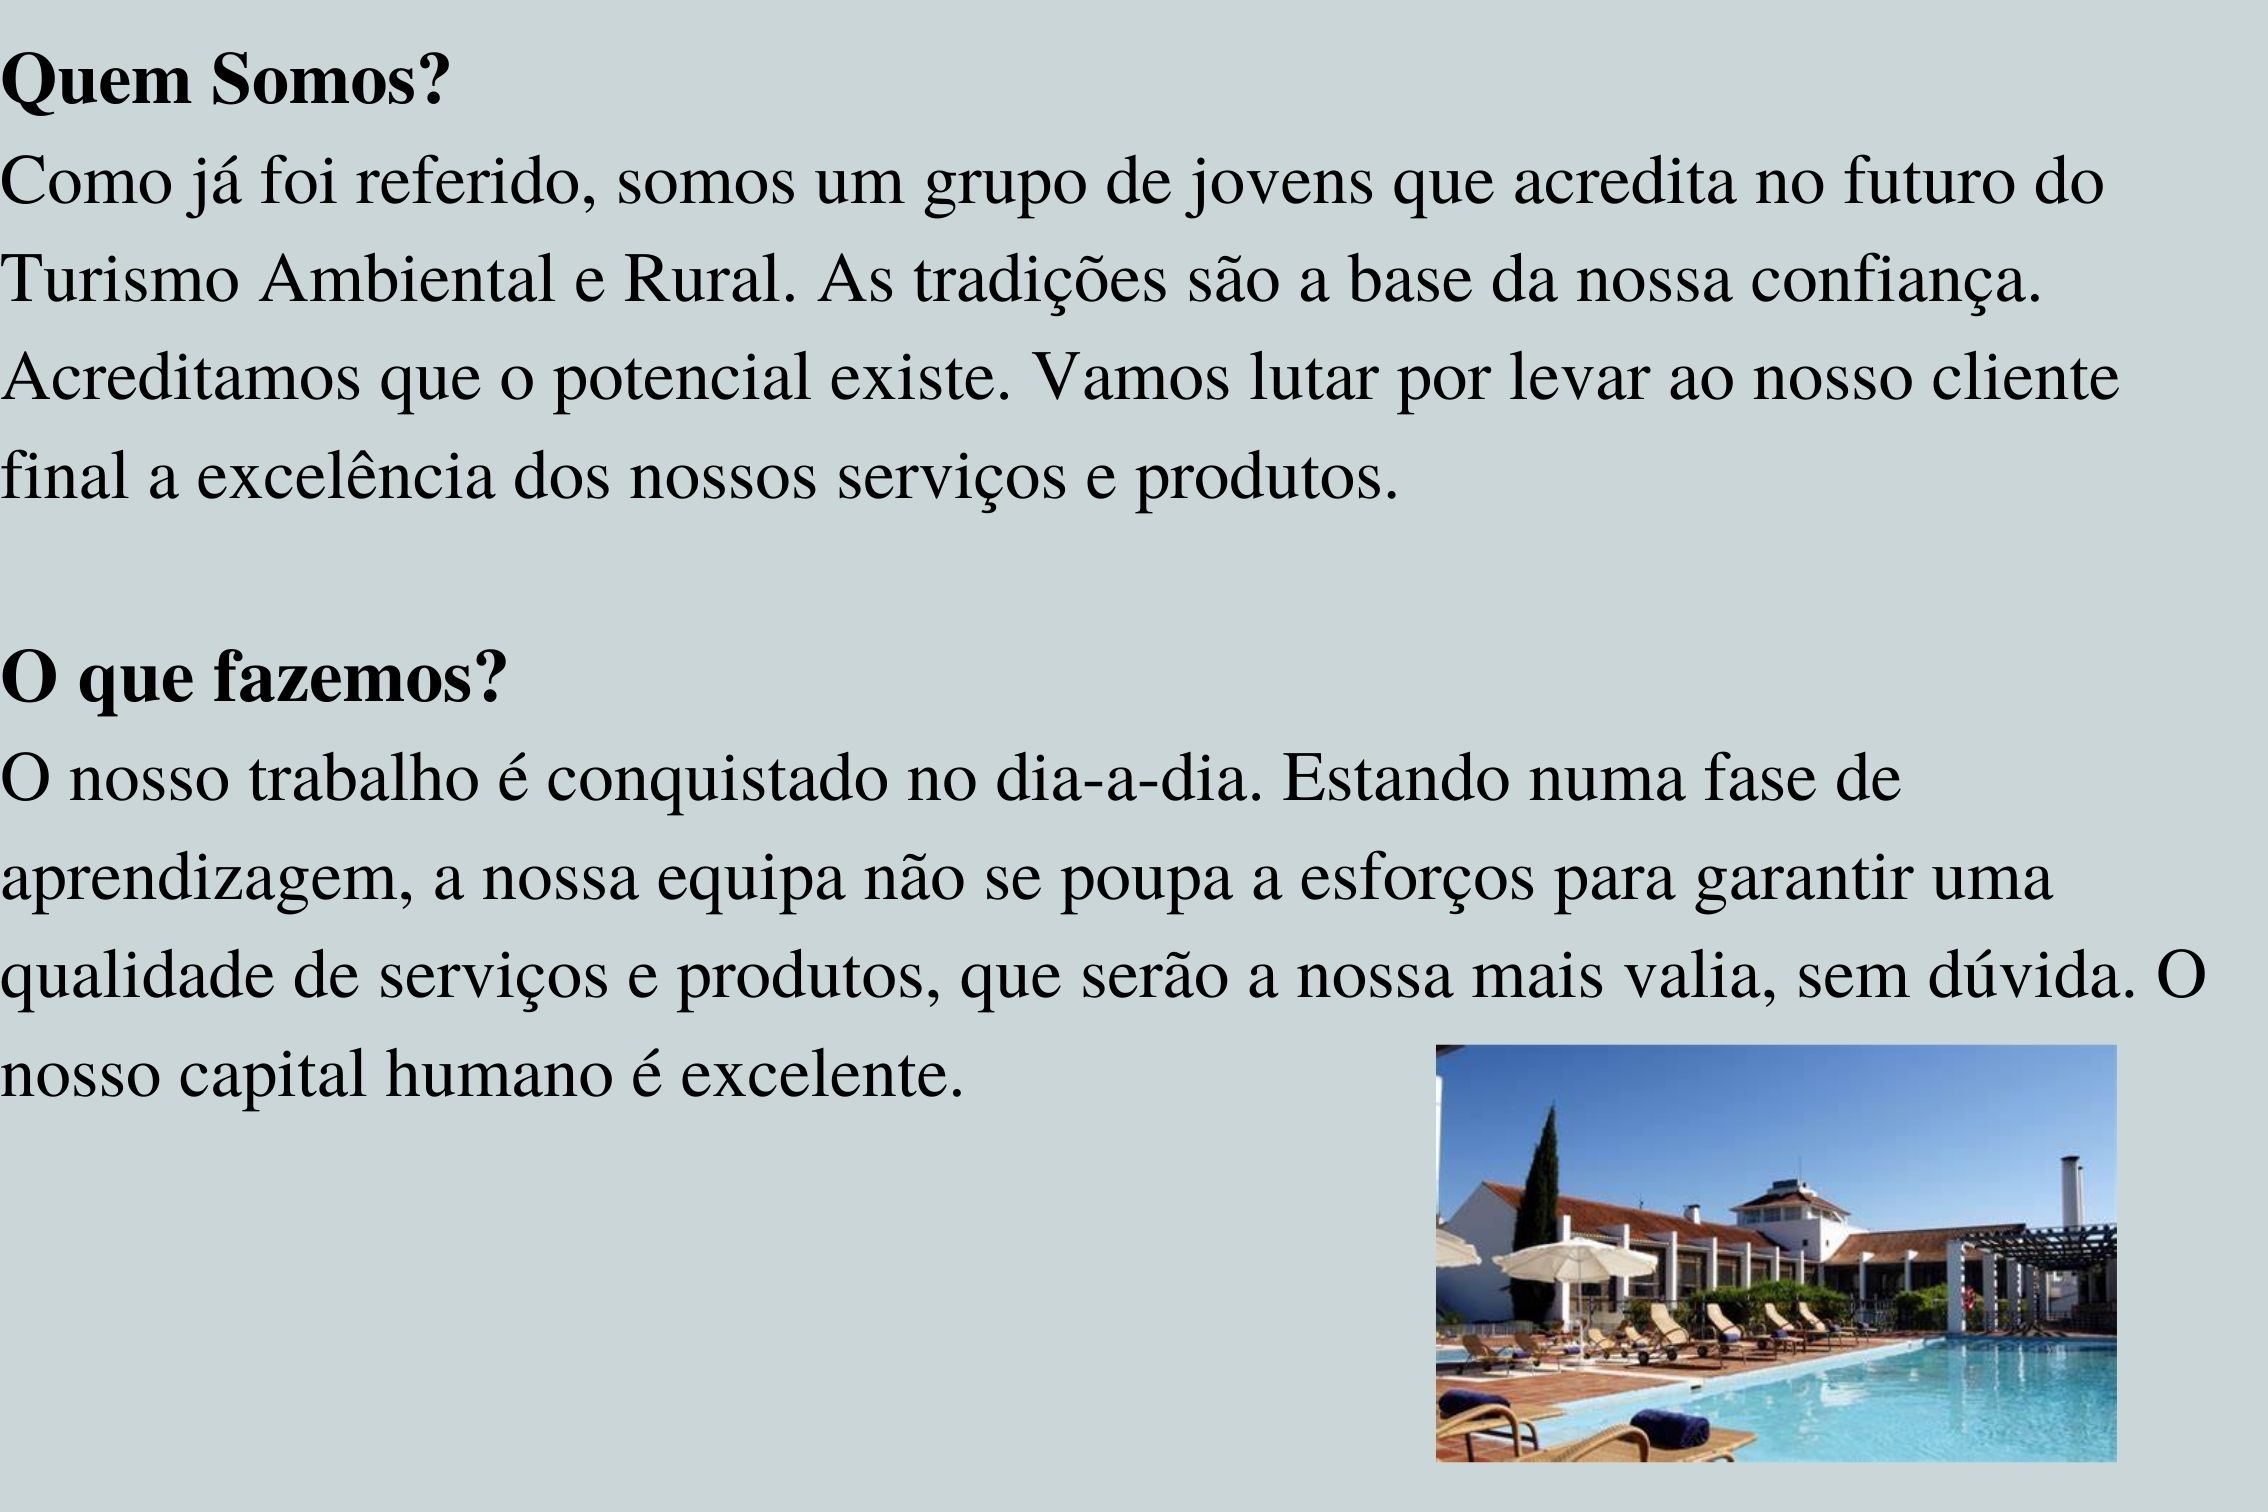 Quem Somos?
Como já foi referido, somos um grupo de jovens que acredita no futuro do
Turismo Ambiental e Rural. As tradições são a base da nossa confiança.
Acreditamos que o potencial existe. Vamos lutar por levar ao nosso cliente
final a excelência dos nossos serviços e produtos.
O que fazemos?
O nosso trabalho é conquistado no dia-a-dia. Estando numa fase de
aprendizagem, a nossa equipa não se poupa a esforços para garantir uma
qualidade de serviços e produtos, que serão a nossa mais valia, sem dúvida. O
nosso capital humano é excelente.